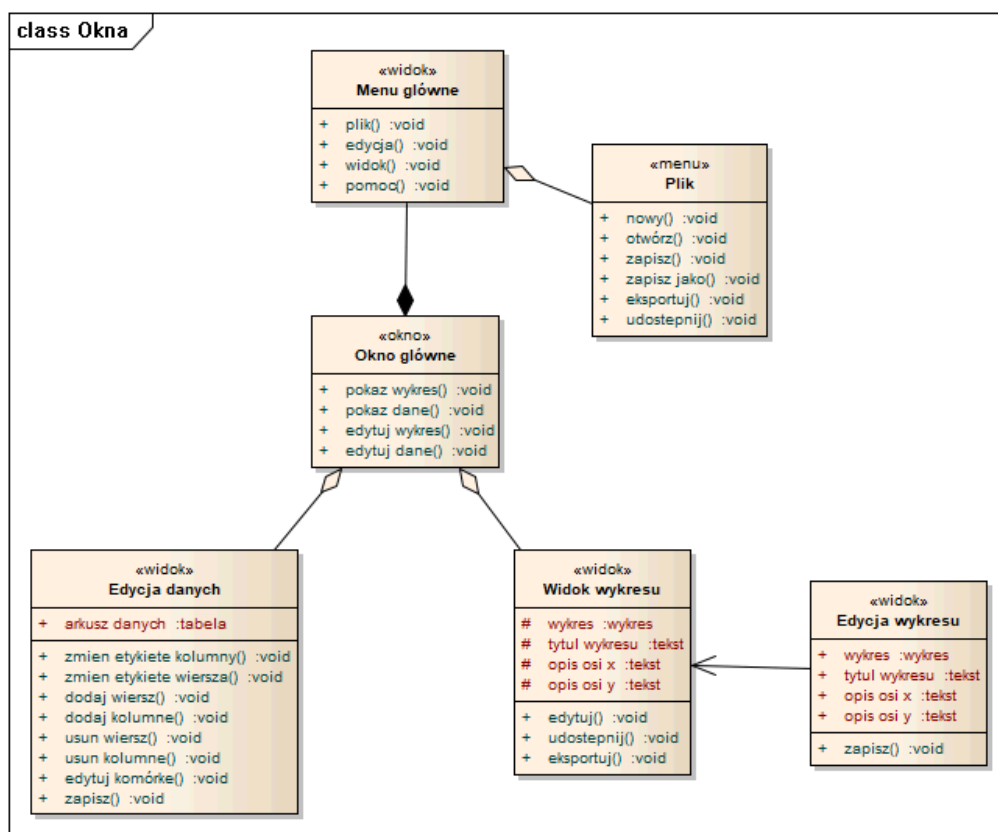 class Okna
«widok»
Menu glówne
+ plik() :void
+ edycja() :void
+ widok() :void
+ pomoc() :void
«menu»
Plik
+ nowy() :void
+ otwórz() :void
+ zapisz() :void
+ zapisz jako() :void
+ eksportuj() :void
+ udostepnij() :void
«okno»
Okno glówne
+ pokaz wykres() :void
+ pokaz dane() :void
+ edytuj wykres() :void
+ edytuj dane() :void
«widok»
Edycja danych
+ arkusz danych :tabela
+ zmien etykiete kolumny() :void
+ zmien etykiete wiersza() :void
+ dodaj wiersz() :void
+ dodaj kolumne() :void
+ usun wiersz() :void
+ usun kolumne() :void
+ edytuj komórke() :void
+ zapisz() :void
«widok»
Widok wykresu
# wykres :wykres
# tytul wykresu :tekst
# opis osi x :tekst
# opis osi y :tekst
+ edytuj() :void
+ udostepnij() :void
+ eksportuj() :void
«widok»
Edycja wykresu
+ wykres :wykres
+ tytul wykresu :tekst
+ opis osi x :tekst
+ opis osi y :tekst
+ zapisz() :void